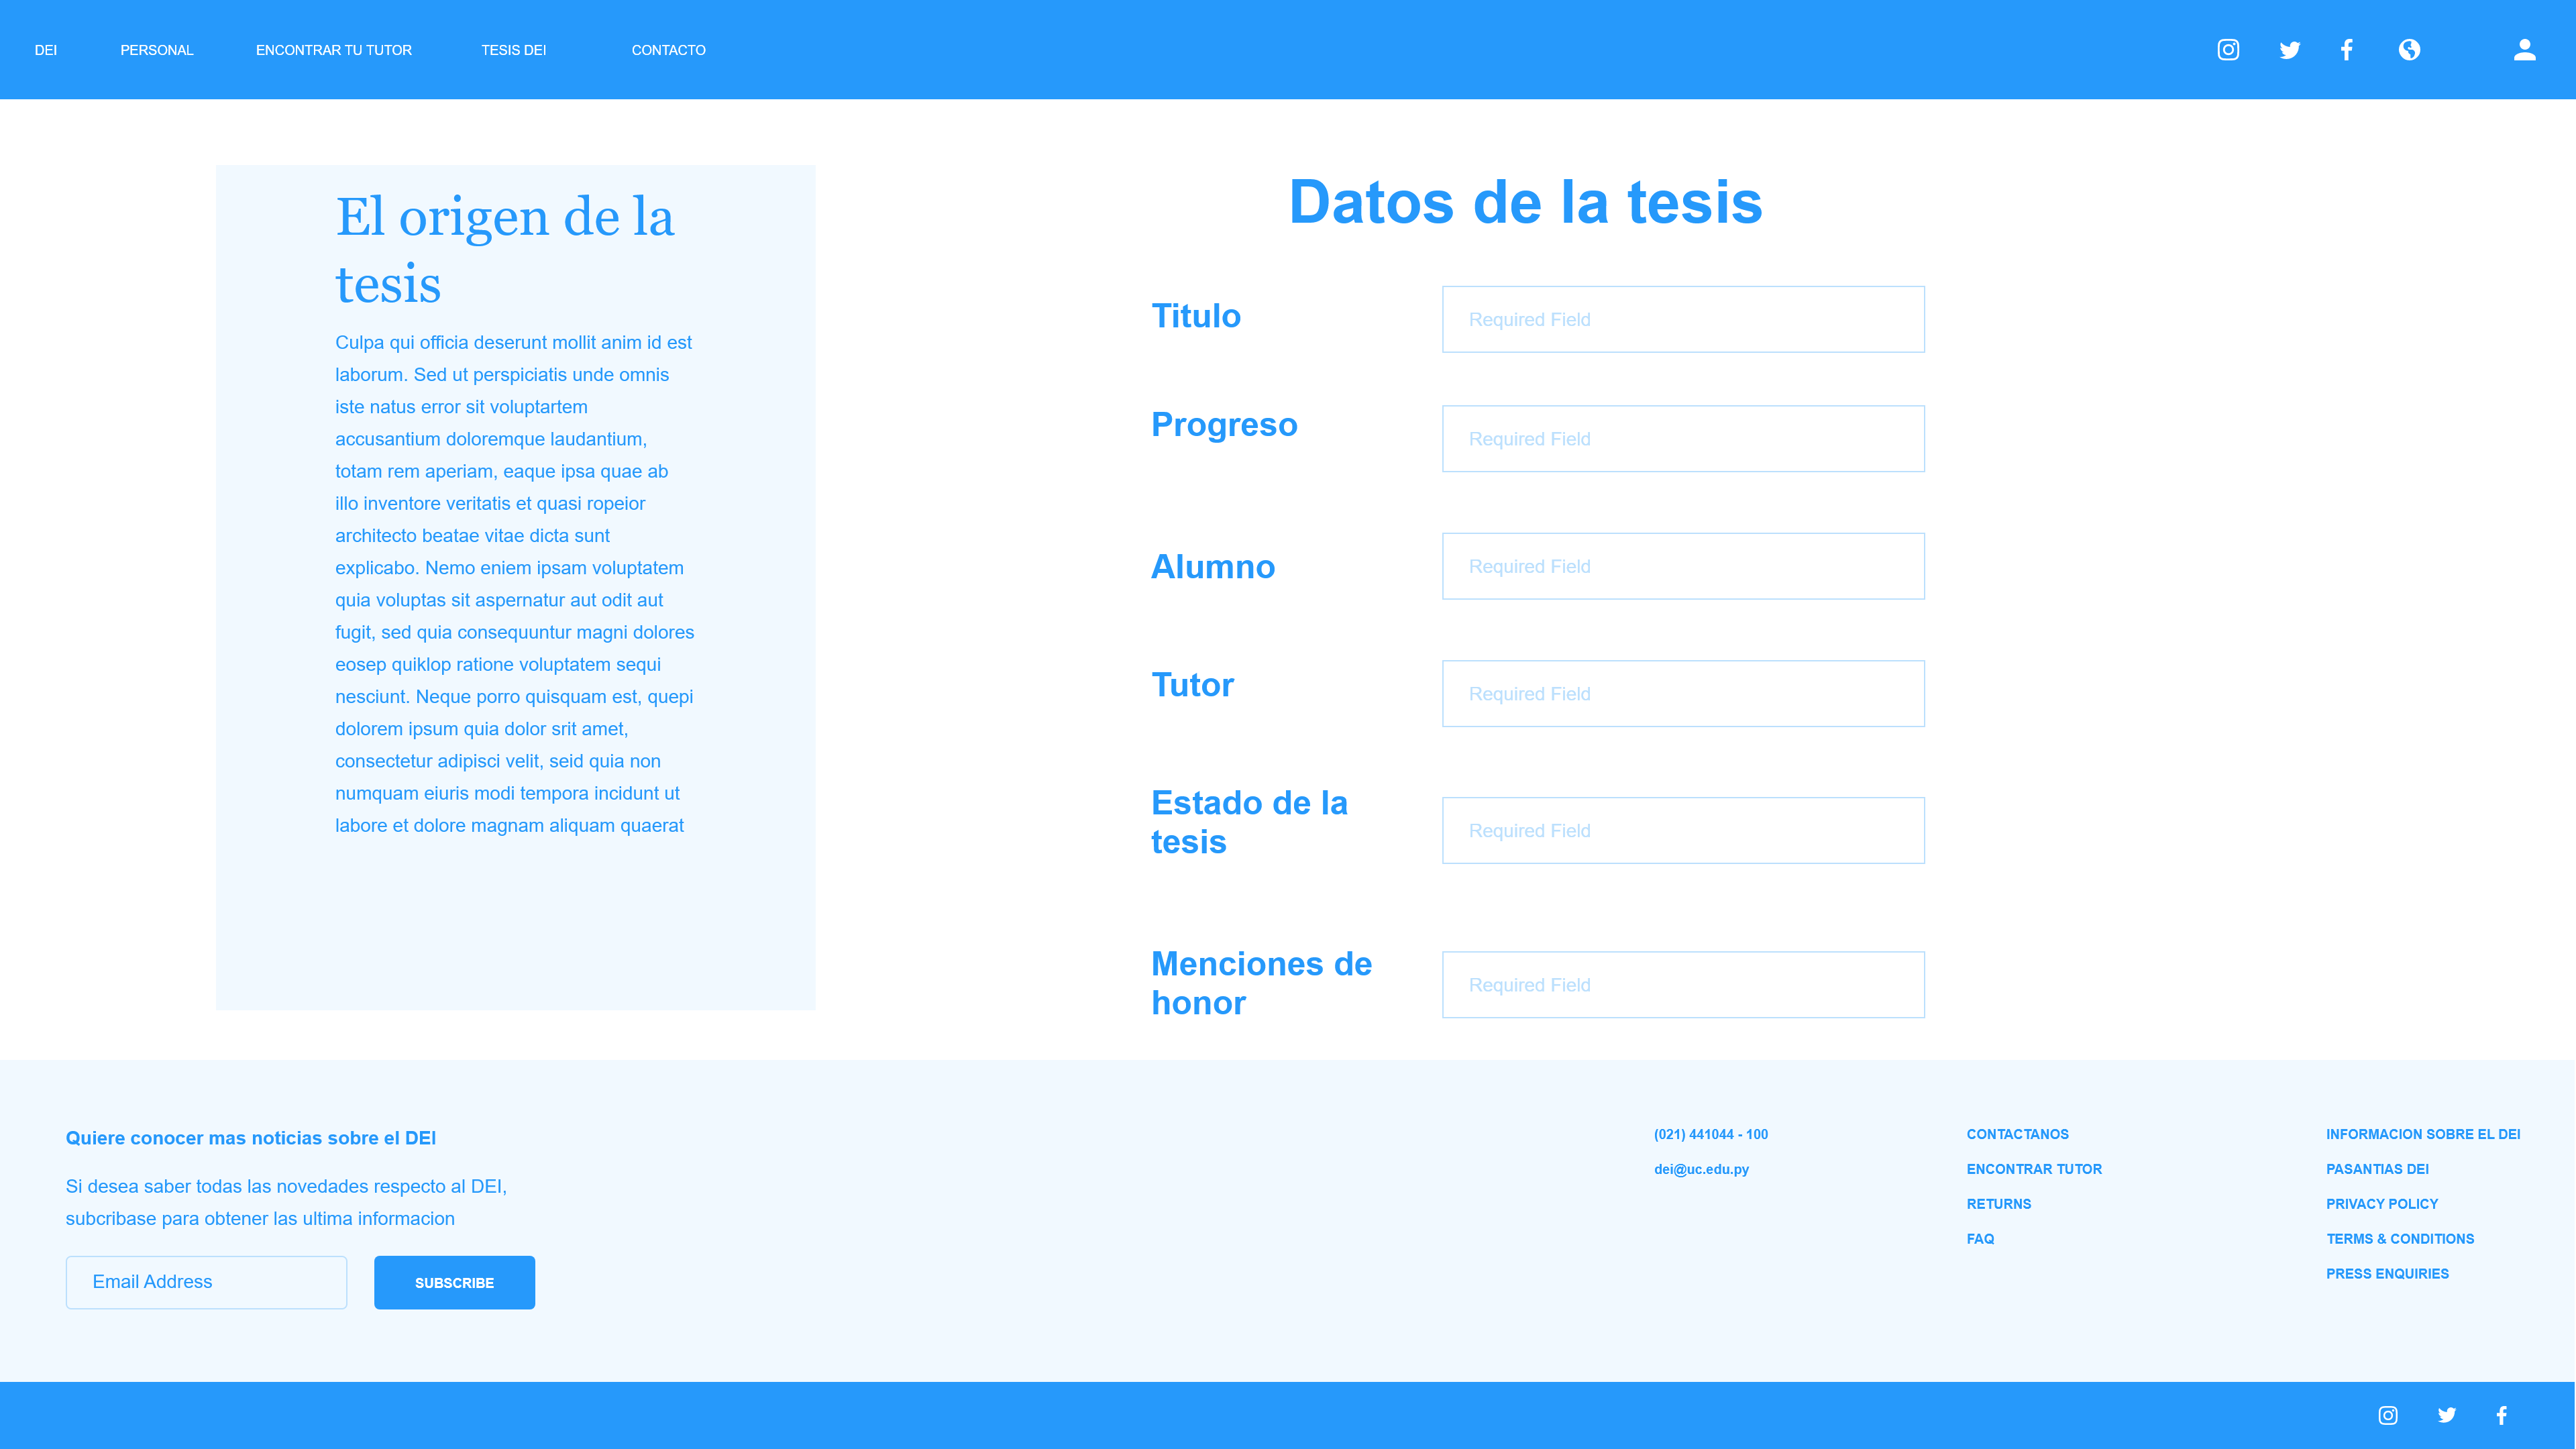 DEI
PERSONAL
ENCONTRAR TU TUTOR
TESIS DEI
CONTACTO
El origen de la
tesis
Culpa qui officia deserunt mollit anim id est
laborum. Sed ut perspiciatis unde omnis
iste natus error sit voluptartem
accusantium doloremque laudantium,
totam rem aperiam, eaque ipsa quae ab
illo inventore veritatis et quasi ropeior
architecto beatae vitae dicta sunt
explicabo. Nemo eniem ipsam voluptatem
quia voluptas sit aspernatur aut odit aut
fugit, sed quia consequuntur magni dolores
eosep quiklop ratione voluptatem sequi
nesciunt. Neque porro quisquam est, quepi
dolorem ipsum quia dolor srit amet,
consectetur adipisci velit, seid quia non
numquam eiuris modi tempora incidunt ut
labore et dolore magnam aliquam quaerat
Datos de la tesis
Titulo
Required Field
Progreso
Required Field
Alumno
Required Field
Tutor
Required Field
Estado de la
tesis
Required Field
Menciones de
honor
Required Field
Quiere conocer mas noticias sobre el DEI
Si desea saber todas las novedades respecto al DEI,
subcribase para obtener las ultima informacion
Email Address
SUBSCRIBE
(021) 441044 - 100
dei@uc.edu.py
CONTACTANOS
ENCONTRAR TUTOR
RETURNS
FAQ
INFORMACION SOBRE EL DEI
PASANTIAS DEI
PRIVACY POLICY
TERMS & CONDITIONS
PRESS ENQUIRIES